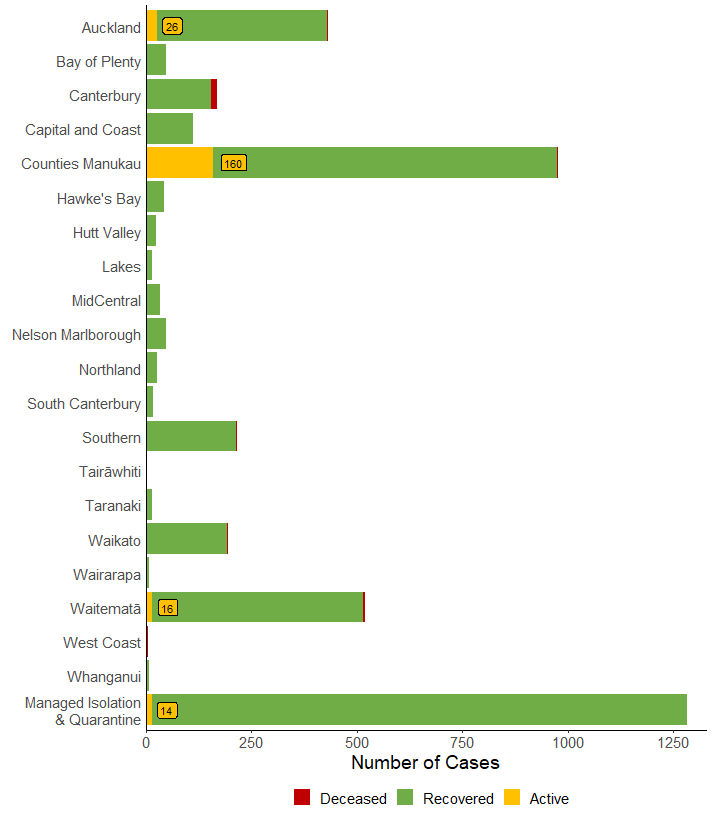 Auckland
26
Bay of Plenty
Canterbury
Capital and Coast
Counties Manukau
160
Hawke's Bay
Hutt Valley
Lakes
MidCentral
Nelson Marlborough
Northland
South Canterbury
Southern
Tairāwhiti
Taranaki
Waikato
Wairarapa
Waitematā
16
West Coast
Whanganui
Managed Isolation
& Quarantine
14
0 250 500 750 1000 1250
Number of Cases
Deceased Recovered Active